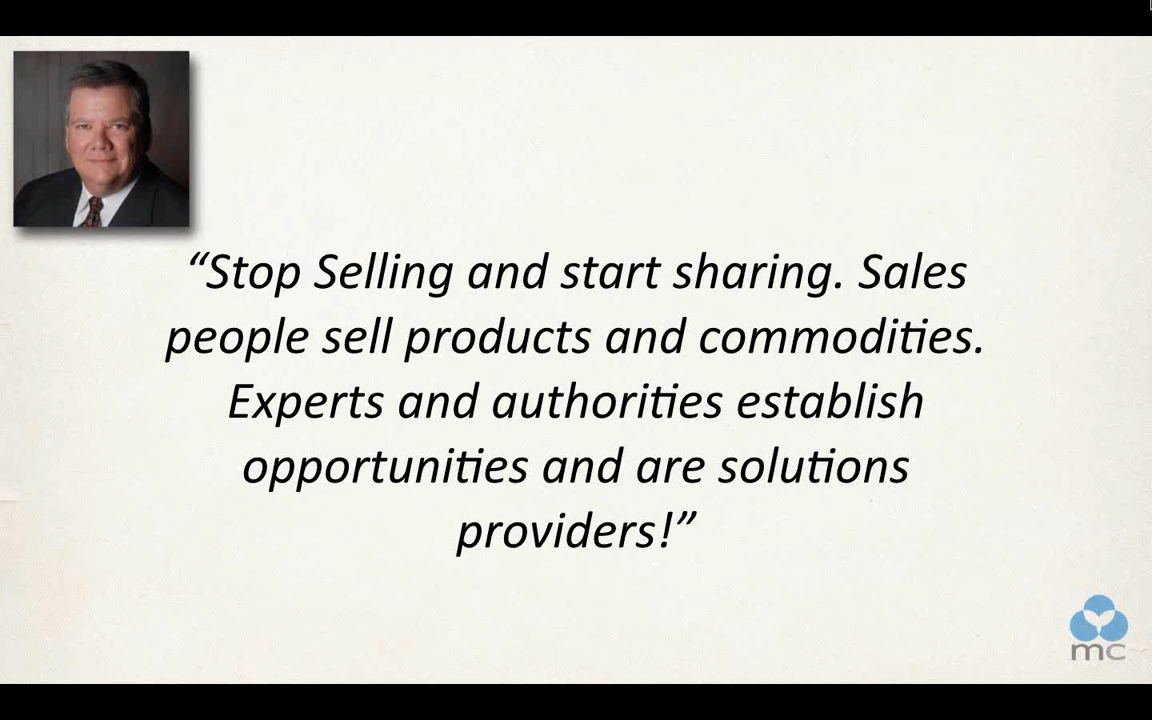 “Stop Selling and start sharing. Sales
people sell products and commodities.
Experts and authorities establish
opportunities and are solutions
providers!”
mc